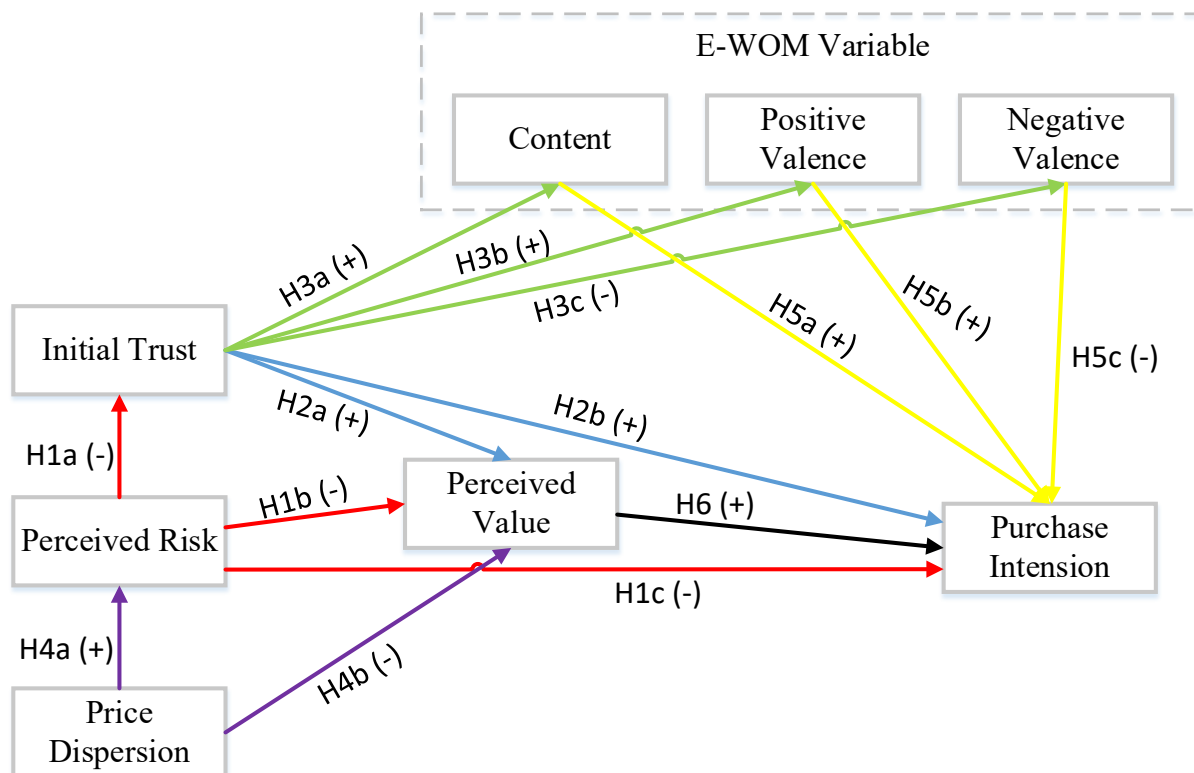 E-WOM Variable
Content
Positive
Valence
Negative
Valence
H3a (+)
H3b (+)
H3c (-)
H5a (+)
H5b (+)
H5c (-)
Initial Trust
H2a (+)
H2b (+)
H1a (-)
H1b (-)
Perceived
Value
H6 (+)
Purchase
Intension
Perceived Risk
H1c (-)
H4a (+)
H4b (-)
Price
Dispersion